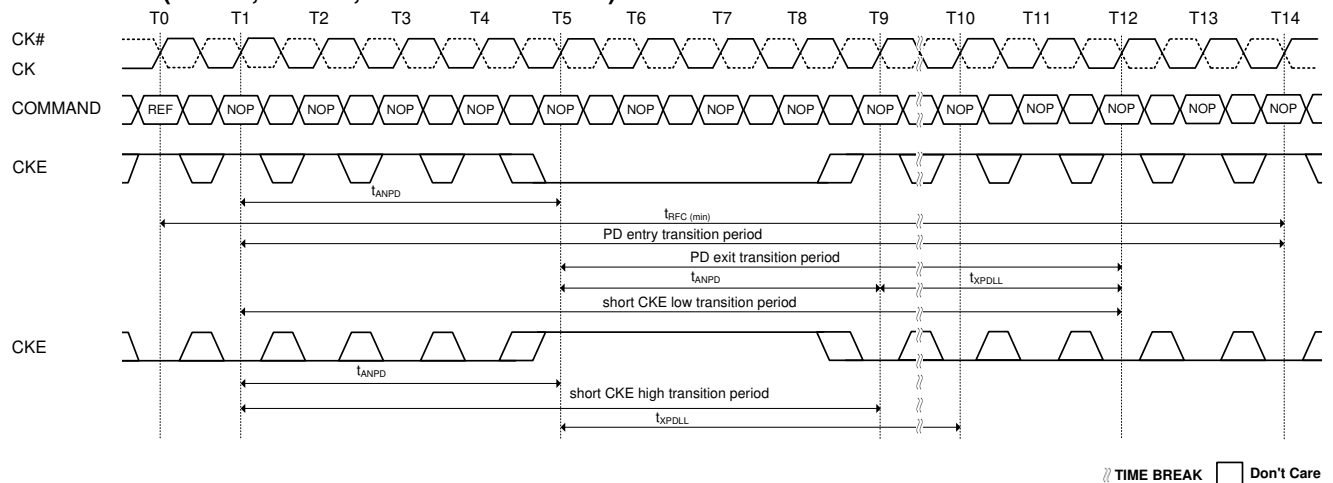 T0 T1 T2 T3 T4 T5 T6 T7 T8 T9 T10 T11 T12 T13 T14
CK#
CK
COMMAND REF NOP NOP NOP NOP NOP NOP NOP NOP NOP NOP NOP NOP NOP NOP
CKE
tANPD
tRFC (min)
PD entry transition period
PD exit transition period
tANPD tXPDLL
short CKE low transition period
CKE
tANPD
short CKE high transition period
tXPDLL
TIME BREAK Don't Care